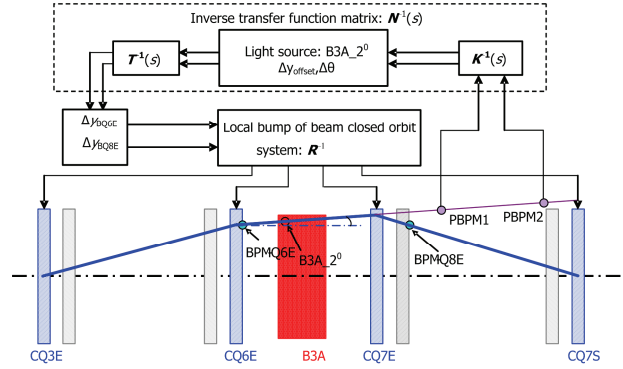 Inverse transfer function matrix: N⁻¹(s)
T⁻¹(s)
Light source: B3A_2⁰
Δy_offset,Δθ
K⁻¹(s)
Δy_BQ6E
Δy_BQ8E
Local bump of beam closed orbit
system: R⁻¹
PBPM1
PBPM2
BPMQ6E
B3A_2⁰
BPMQ8E
CQ3E
CQ6E
B3A
CQ7E
CQ7S